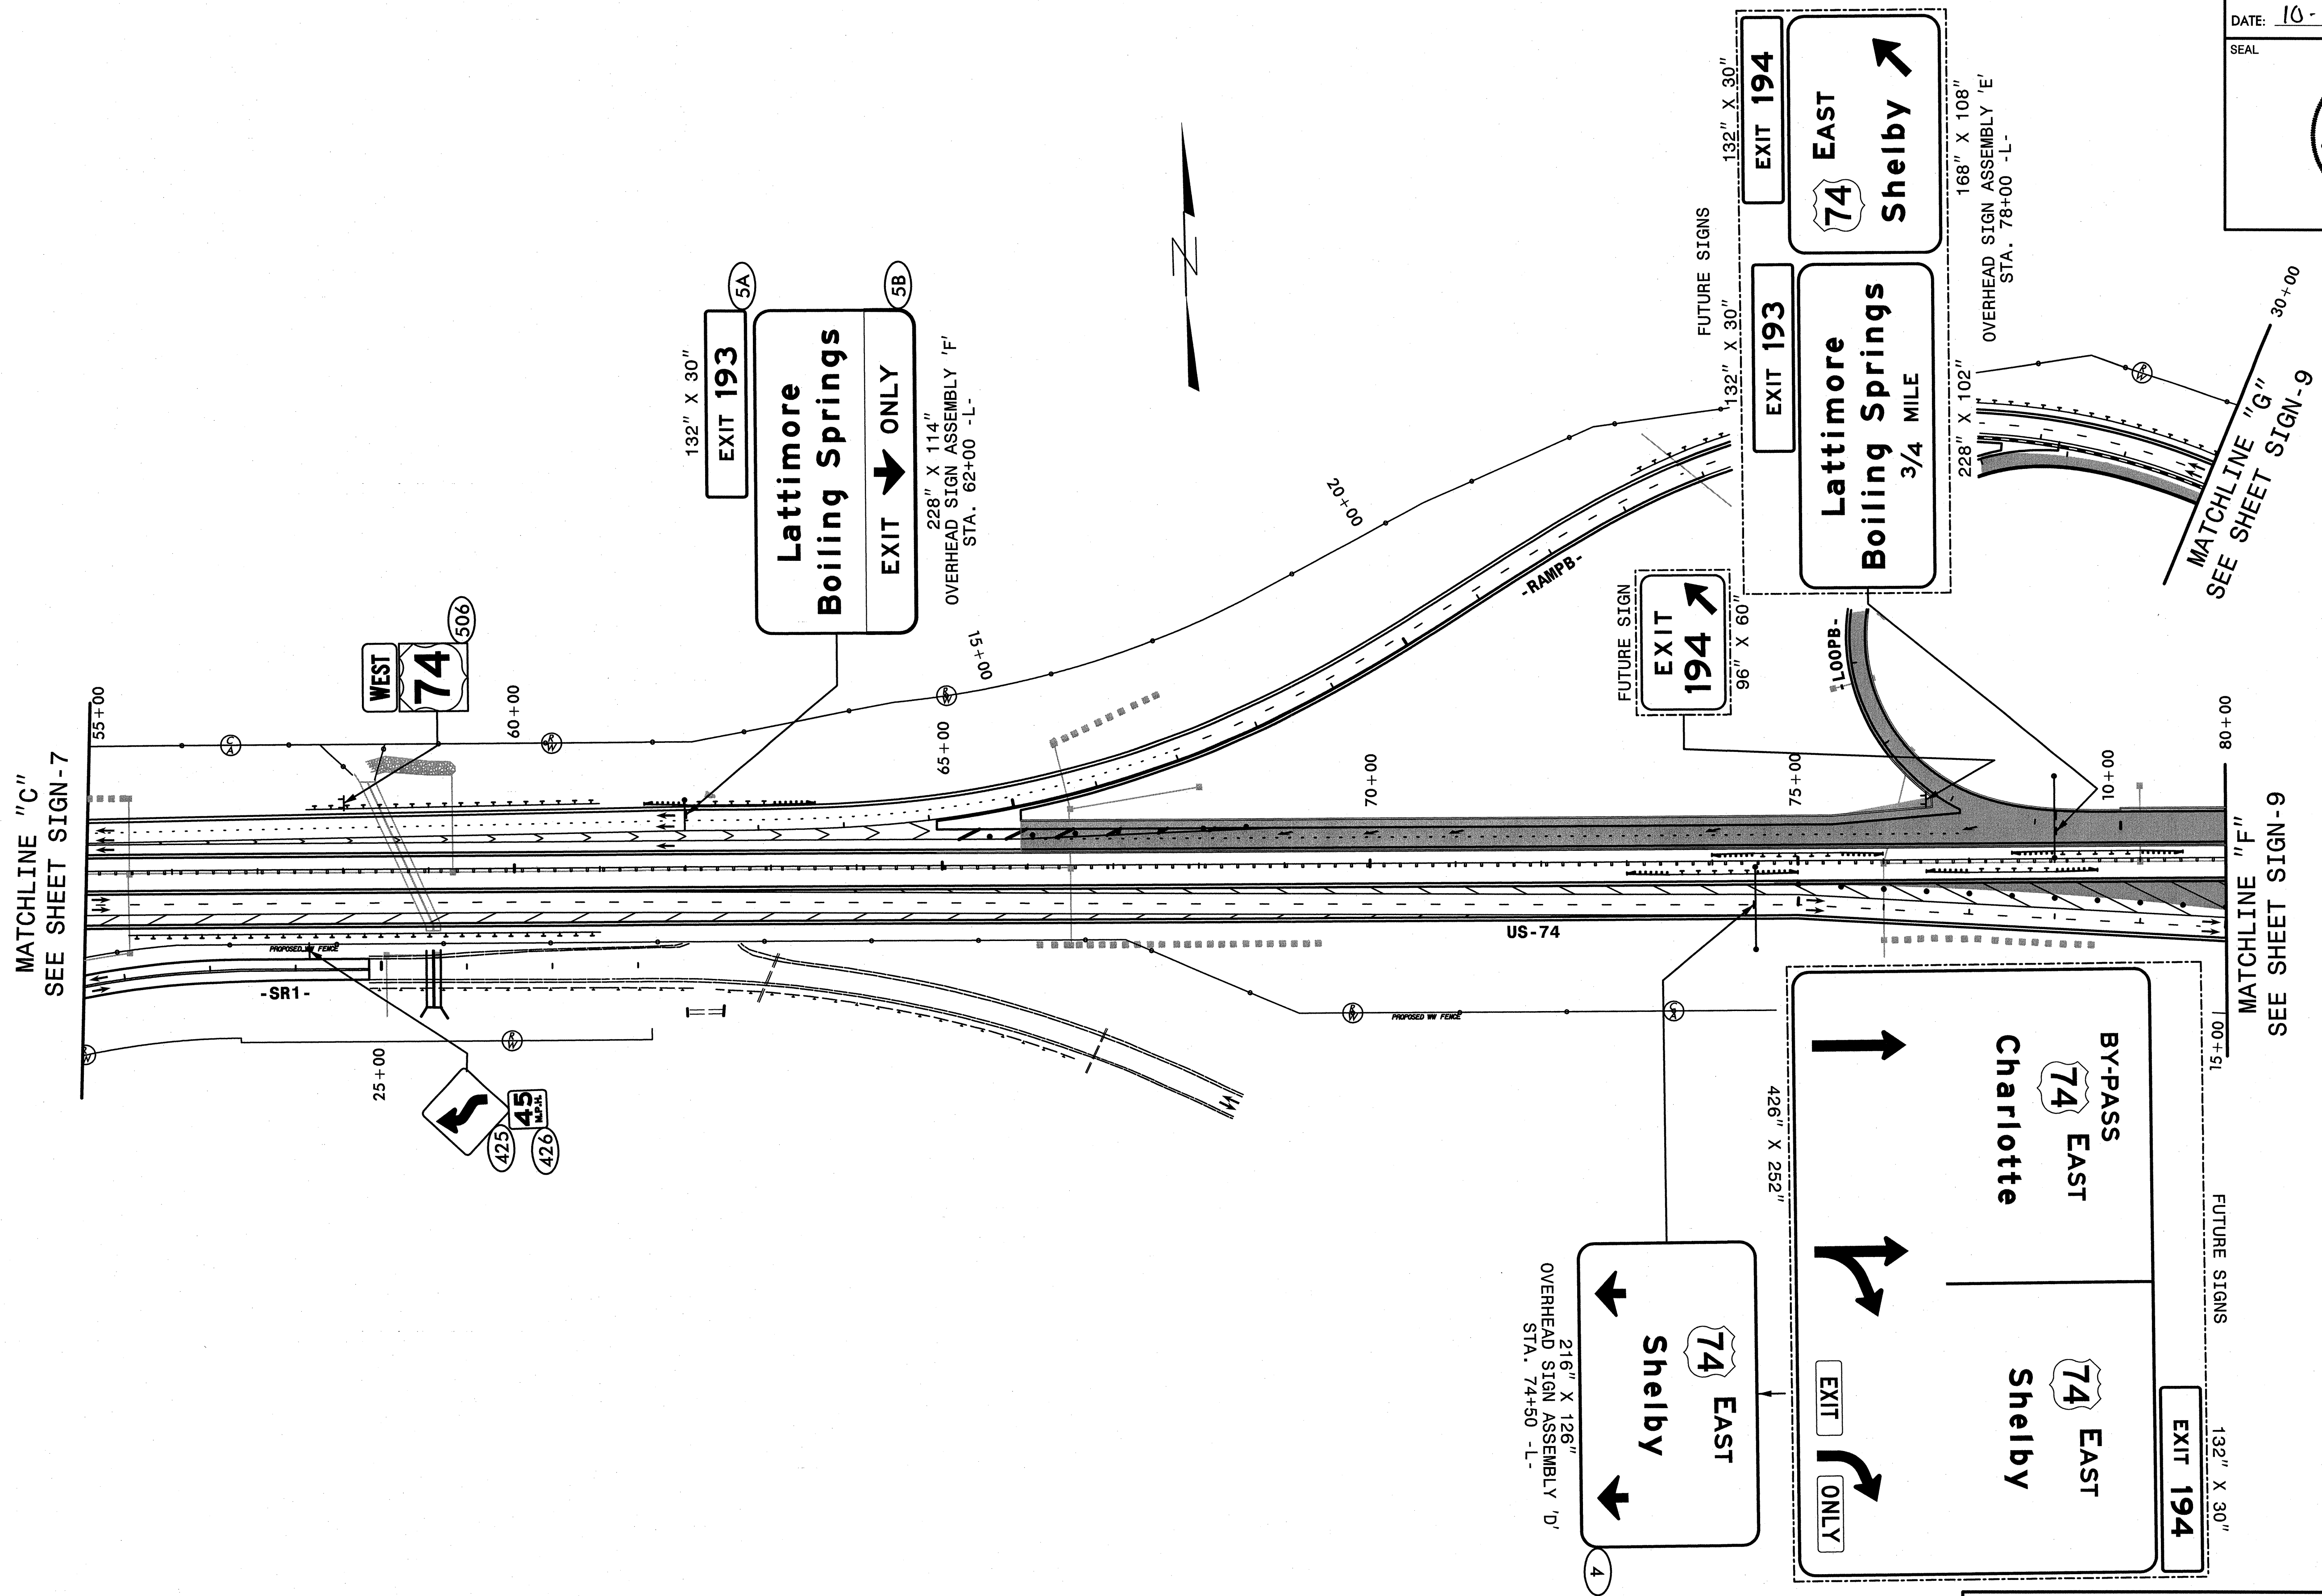 DATE: 10-
SEAL
MATCHLINE "C"
SEE SHEET SIGN-7
55+00
WEST
74
506
60+00
C
A
R
W
132" X 30"
EXIT 193
5A
Lattimore
Boiling Springs
EXIT ONLY
5B
228" X 114"
OVERHEAD SIGN ASSEMBLY 'F'
STA. 62+00 -L-
15+00
R
W
65+00
N
20+00
-RAMPB-
70+00
75+00
FUTURE SIGN
EXIT
194
96" X 60"
FUTURE SIGNS
132" X 30"
EXIT 193
Lattimore
Boiling Springs
3/4 MILE
228" X 102"
132" X 30"
EXIT 194
74 EAST
Shelby
168" X 108"
OVERHEAD SIGN ASSEMBLY 'E'
STA. 78+00 -L-
-LOOPB-
10+00
80+00
R
W
30+00
MATCHLINE "G"
SEE SHEET SIGN-9
MATCHLINE "F"
SEE SHEET SIGN-9
15+00
US-74
PROPOSED WW FENCE
-SR1-
25+00
R
W
R
W
425
45
M.P.H.
426
R
W
PROPOSED WW FENCE
C
A
FUTURE SIGNS
132" X 30"
EXIT 194
BY-PASS
74 EAST
Charlotte
74 EAST
Shelby
EXIT ONLY
426" X 252"
74 EAST
Shelby
216" X 126"
OVERHEAD SIGN ASSEMBLY 'D'
STA. 74+50 -L-
4